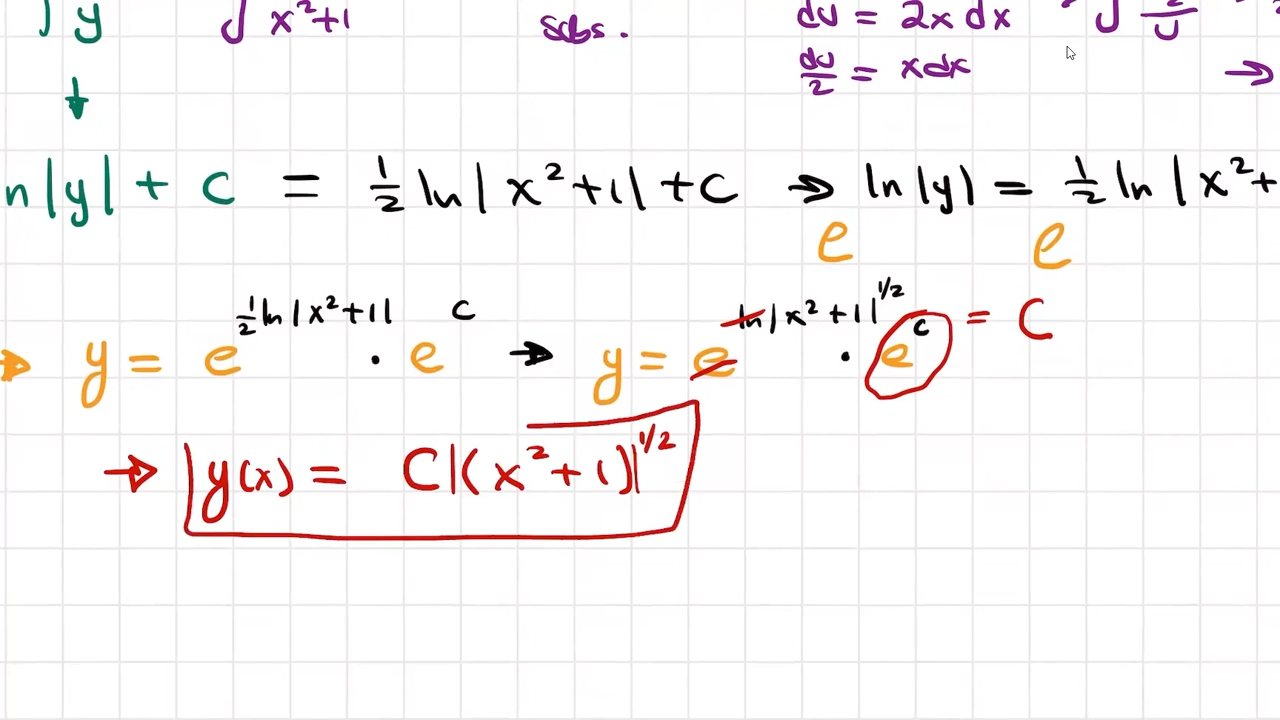 ∫ y ∫ x²+1 subs. du = 2x dx
du/2 = x dx →
↓
n|y| + C = ½ ln|x²+1| + C → ln|y| = ½ ln|x²+
e e
→ y = e^(½ ln|x²+1|) · e^C → y = e^(ln|x²+1|^(1/2)) · e^C = C
→ y(x) = C|(x²+1)|^(1/2)